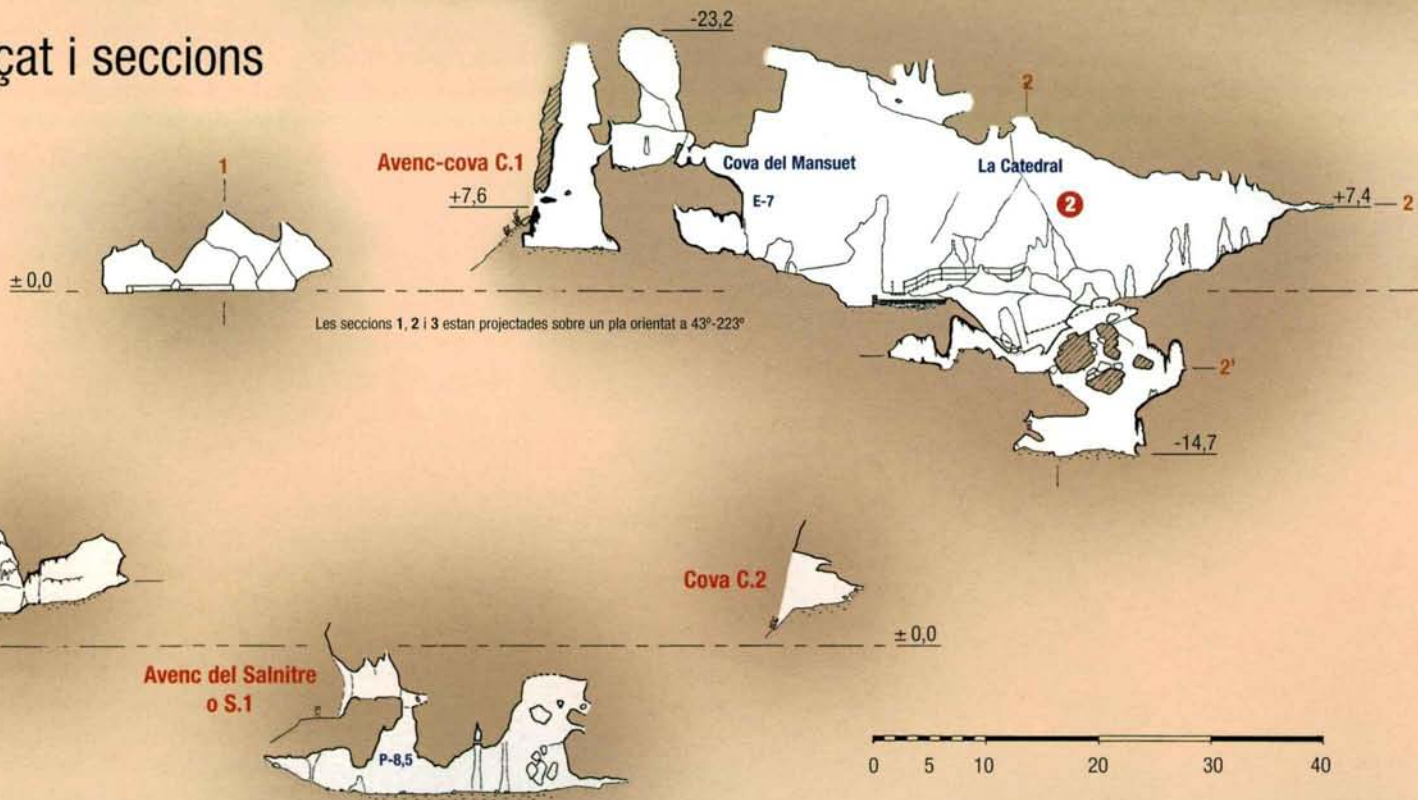 çat i seccions
-23,2
2
1
Avenc-cova C.1
Cova del Mansuet
La Catedral
+7,6
E-7
2
+7,4
2
± 0,0
Les seccions 1, 2 i 3 estan projectades sobre un pla orientat a 43º-223º
2'
-14,7
Cova C.2
± 0,0
Avenc del Salnitre
o S.1
P-8,5
0 5 10 20 30 40